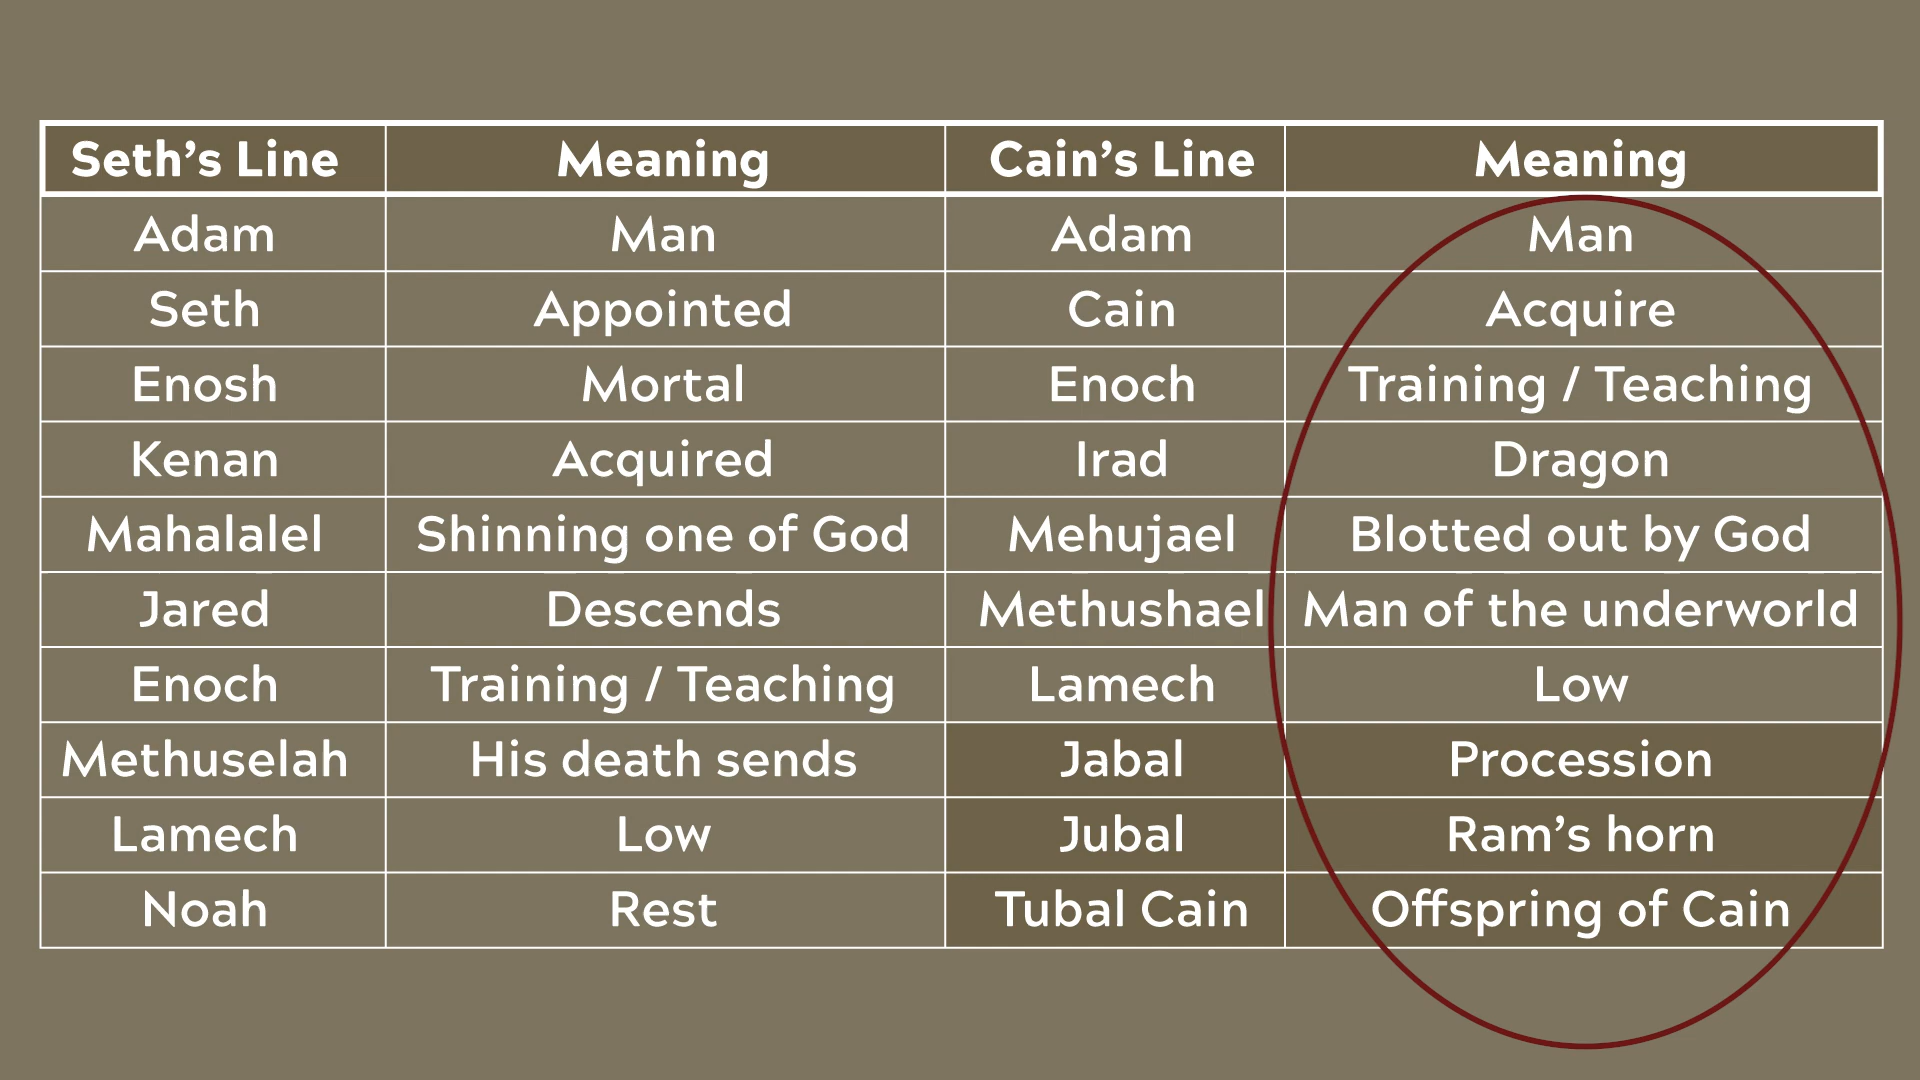 Seth's Line Meaning Cain's Line Meaning
Adam Man Adam Man
Seth Appointed Cain Acquire
Enosh Mortal Enoch Training / Teaching
Kenan Acquired Irad Dragon
Mahalalel Shinning one of God Mehujael Blotted out by God
Jared Descends Methushael Man of the underworld
Enoch Training / Teaching Lamech Low
Methuselah His death sends Jabal Procession
Lamech Low Jubal Ram's horn
Noah Rest Tubal Cain Offspring of Cain